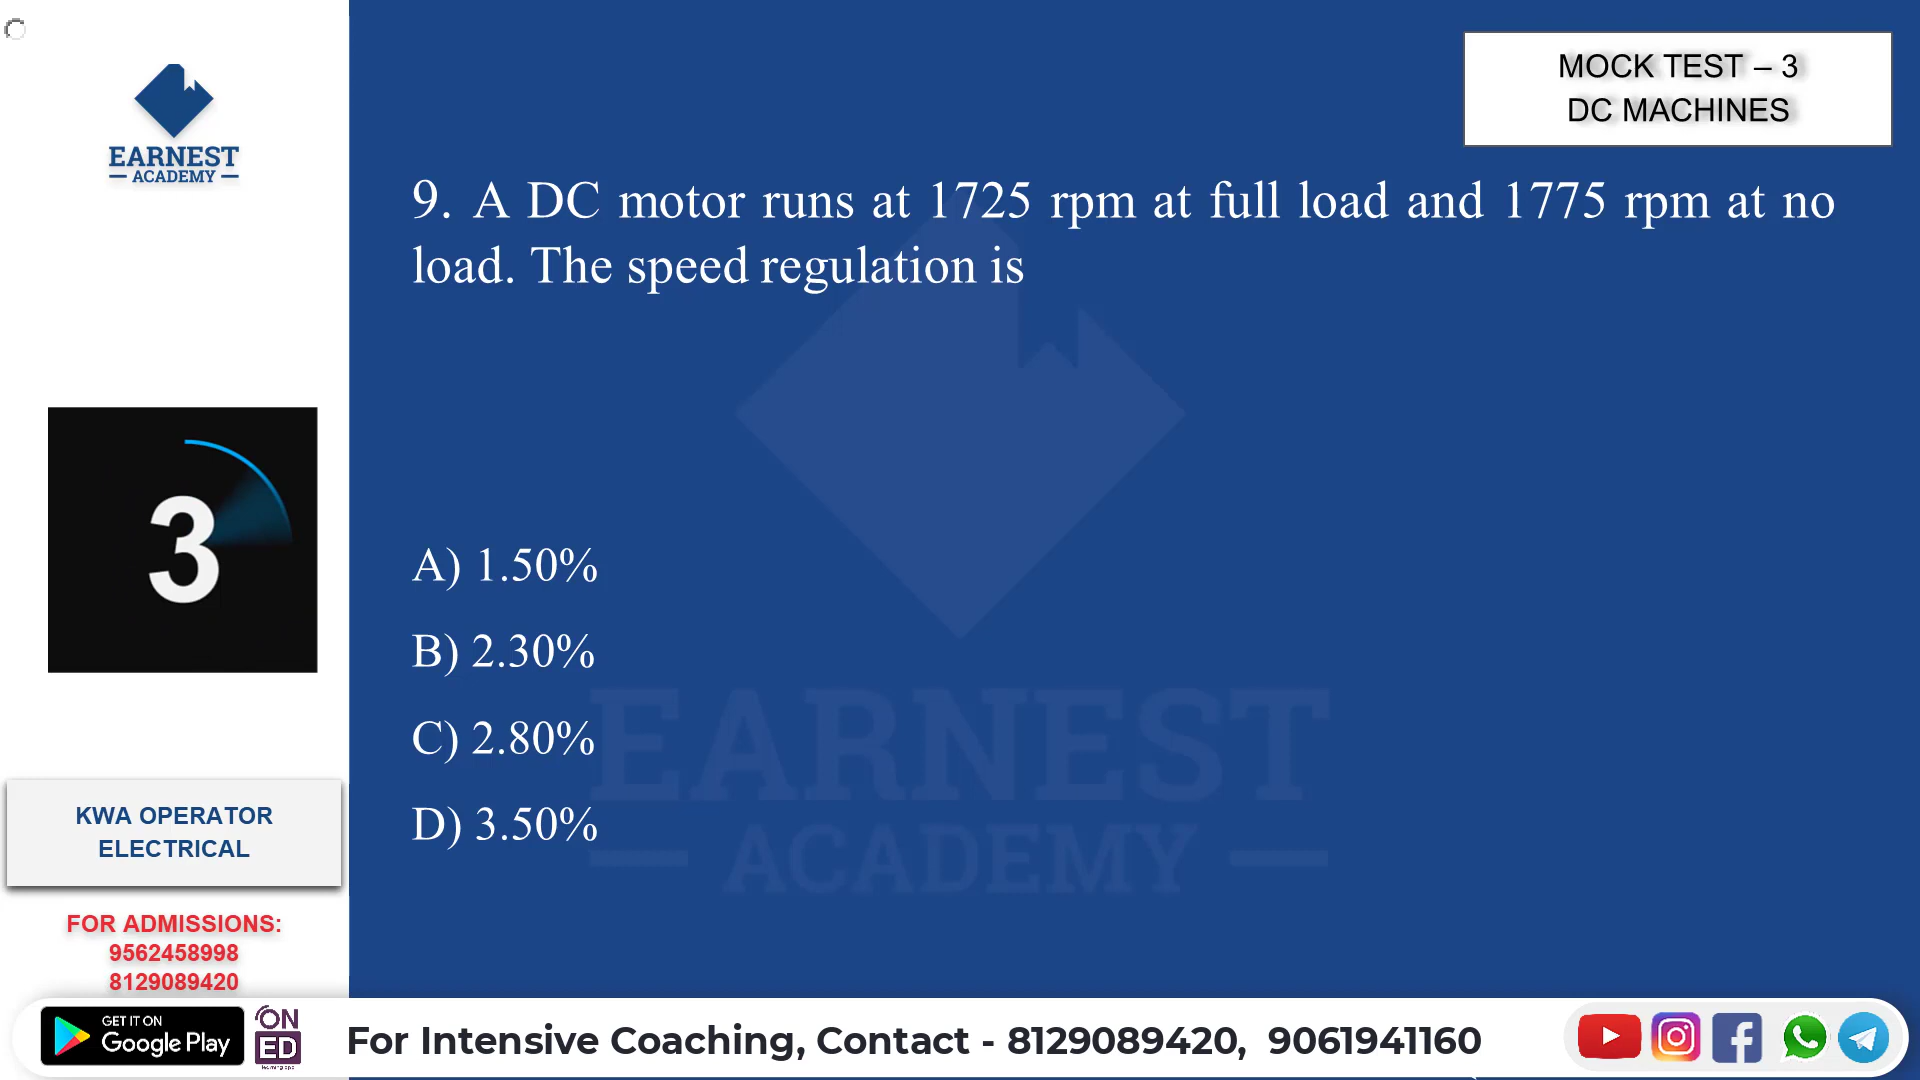 MOCK TEST – 3
DC MACHINES
EARNEST
ACADEMY
9. A DC motor runs at 1725 rpm at full load and 1775 rpm at no
load. The speed regulation is
3
A) 1.50%
B) 2.30%
C) 2.80%
D) 3.50%
EARNEST
ACADEMY
KWA OPERATOR
ELECTRICAL
FOR ADMISSIONS:
9562458998
8129089420
GET IT ON
Google Play
ON
ED
For Intensive Coaching, Contact - 8129089420, 9061941160